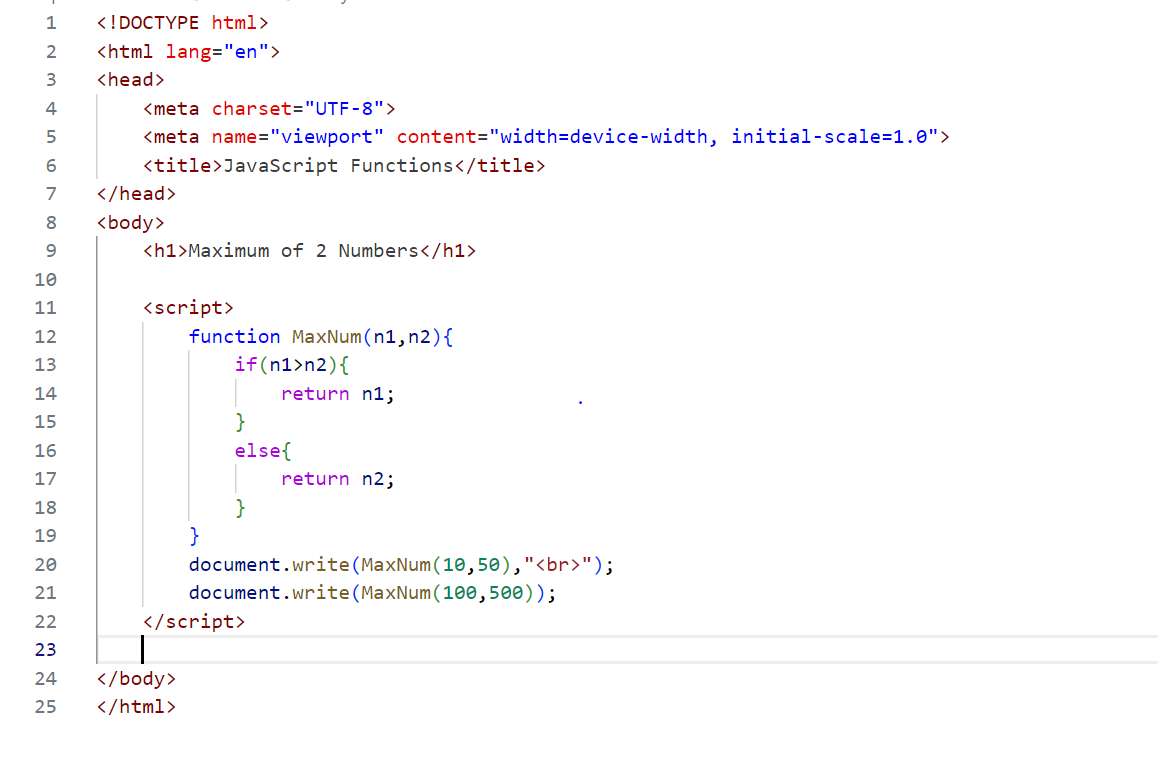 1 <!DOCTYPE html>
2 <html lang="en">
3 <head>
4     <meta charset="UTF-8">
5     <meta name="viewport" content="width=device-width, initial-scale=1.0">
6     <title>JavaScript Functions</title>
7 </head>
8 <body>
9     <h1>Maximum of 2 Numbers</h1>
10
11     <script>
12         function MaxNum(n1,n2){
13             if(n1>n2){
14                 return n1;
15             }
16             else{
17                 return n2;
18             }
19         }
20         document.write(MaxNum(10,50),"<br>");
21         document.write(MaxNum(100,500));
22     </script>
23
24 </body>
25 </html>